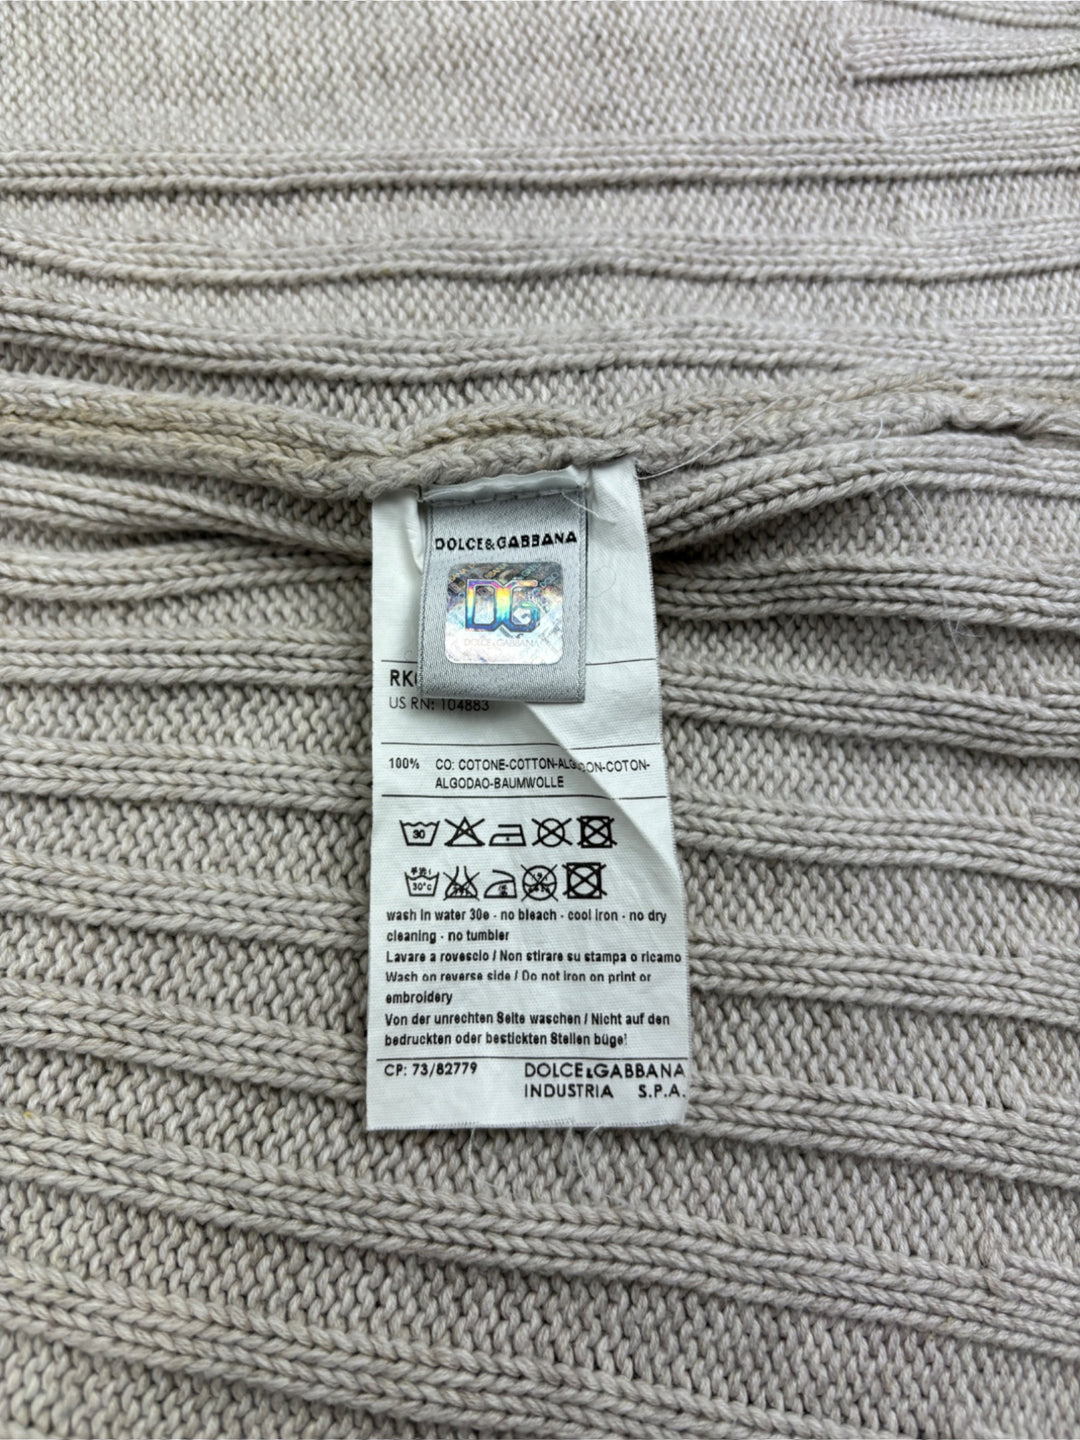 DOLCE&GABBANA
DG
DOLCE&GABBANA
US RN: 104883
100% CO: COTONE-COTTON- -COTON-
ALGODAO-BAUMWOLLE
30
30°C
wash in water 30e - no bleach - cool iron - no dry
cleaning - no tumbler
Lavare a rovescio / Non stirare su stampa o ricamo
Wash on reverse side / Do not iron on print or
embroidery
Von der unrechten Seite waschen / Nicht auf den
bedruckten oder bestickten Stellen büge!
CP: 73/82779 DOLCE&GABBANA
INDUSTRIA S.P.A.